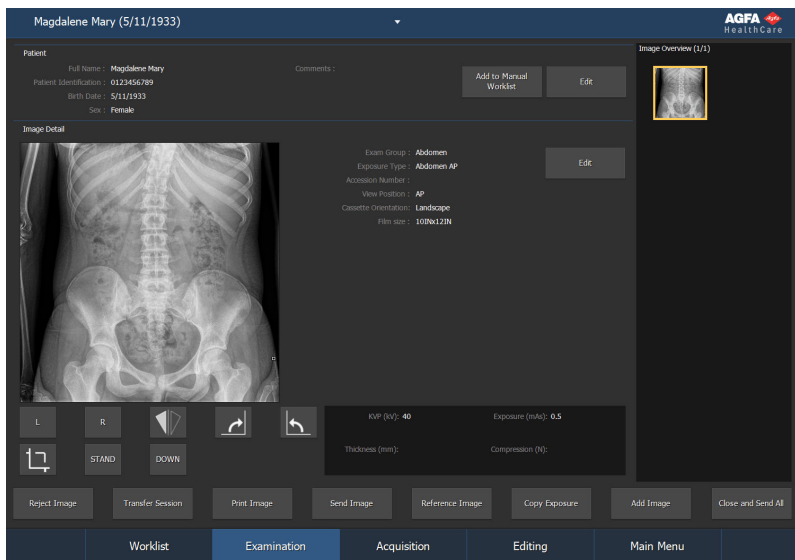 Magdalene Mary (5/11/1933)
AGFA
HealthCare
Patient
Full Name : Magdalene Mary
Patient Identification : 0123456789
Birth Date : 5/11/1933
Sex : Female
Comments :
Add to Manual
Worklist
Edit
Image Overview (1/1)
Image Detail
Exam Group : Abdomen
Exposure Type : Abdomen AP
Accession Number :
View Position : AP
Cassette Orientation: Landscape
Film size : 10INx12IN
Edit
L
R
STAND
DOWN
KVP (kV): 40
Exposure (mAs): 0.5
Thickness (mm):
Compression (N):
Reject Image
Transfer Session
Print Image
Send Image
Reference Image
Copy Exposure
Add Image
Close and Send All
Worklist
Examination
Acquisition
Editing
Main Menu